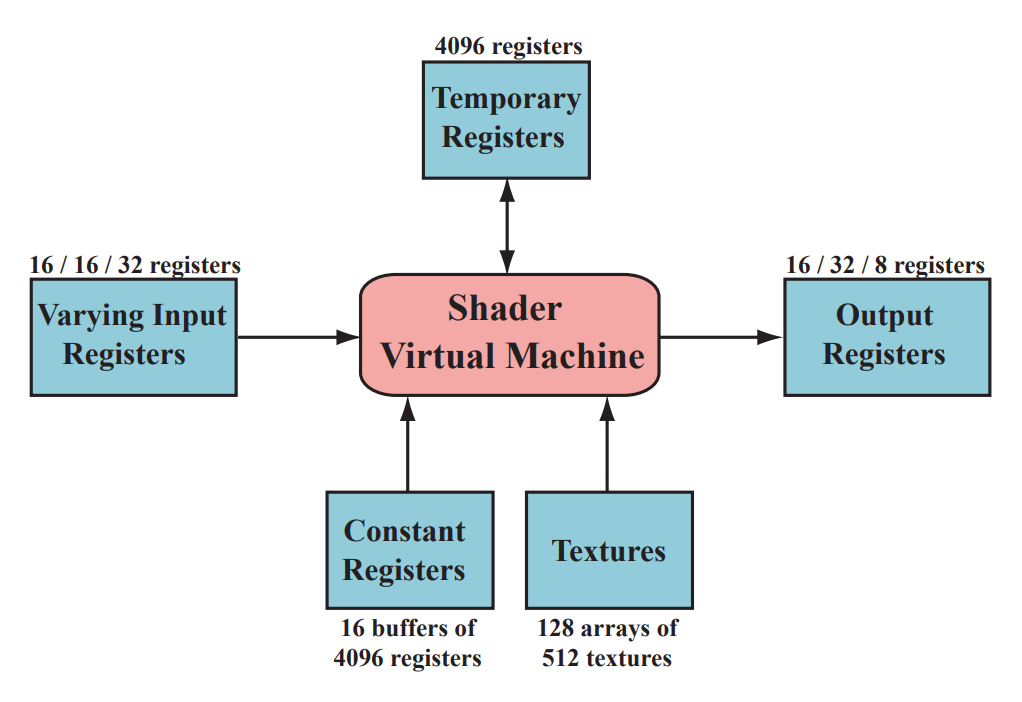 4096 registers
Temporary
Registers
16 / 16 / 32 registers
Varying Input
Registers
Shader
Virtual Machine
16 / 32 / 8 registers
Output
Registers
Constant
Registers
16 buffers of
4096 registers
Textures
128 arrays of
512 textures